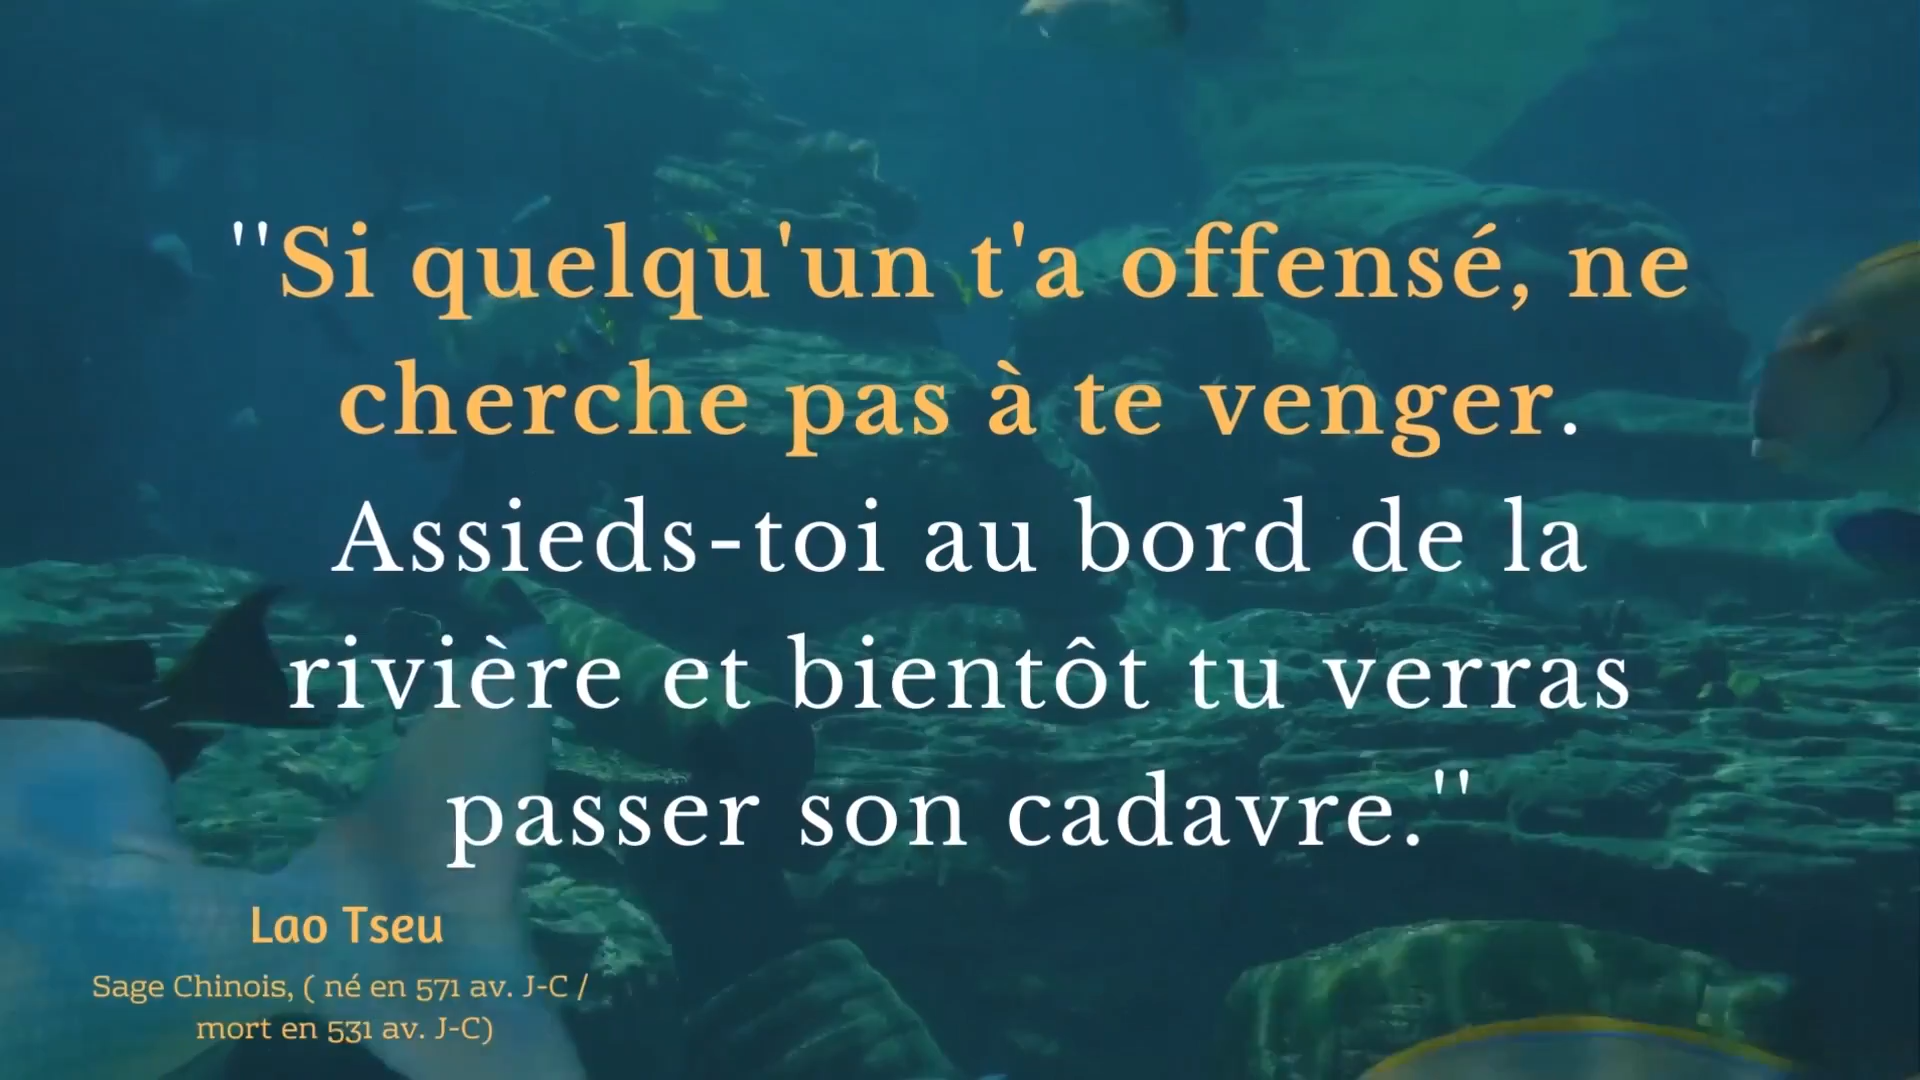 ''Si quelqu'un t'a offensé, ne
cherche pas à te venger.
Assieds-toi au bord de la
rivière et bientôt tu verras
passer son cadavre.''
Lao Tseu
Sage Chinois, ( né en 571 av. J-C /
mort en 531 av. J-C)